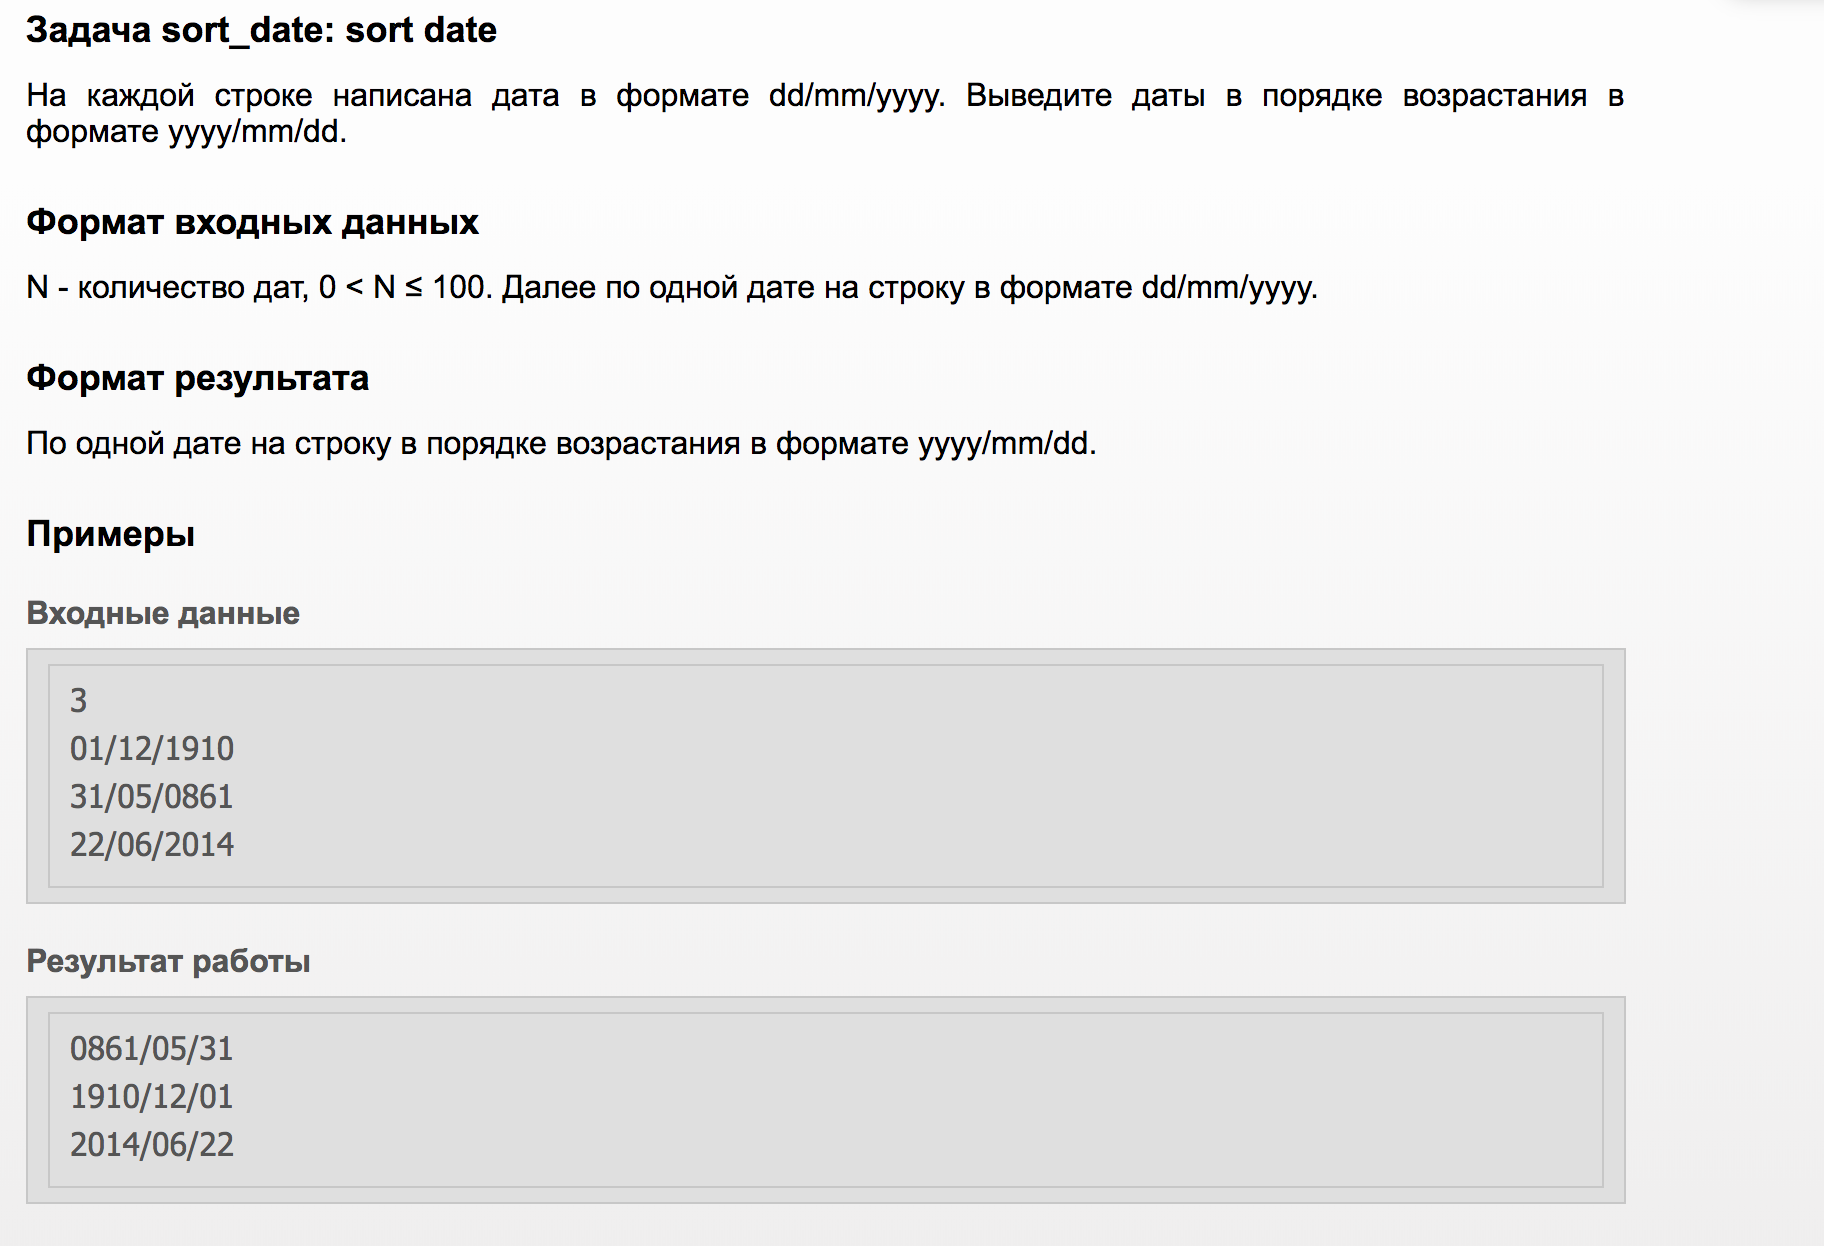 Задача sort_date: sort date
На каждой строке написана дата в формате dd/mm/yyyy. Выведите даты в порядке возрастания в
формате yyyy/mm/dd.
Формат входных данных
N - количество дат, 0 < N ≤ 100. Далее по одной дате на строку в формате dd/mm/yyyy.
Формат результата
По одной дате на строку в порядке возрастания в формате yyyy/mm/dd.
Примеры
Входные данные
3
01/12/1910
31/05/0861
22/06/2014
Результат работы
0861/05/31
1910/12/01
2014/06/22